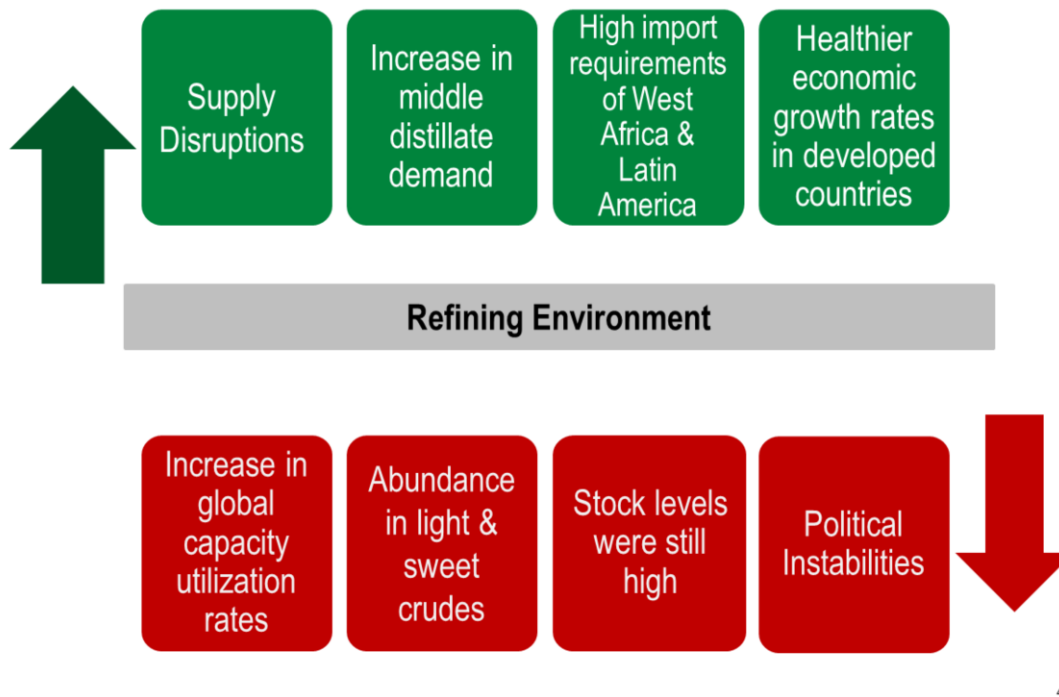 Supply
Disruptions
Increase in
middle
distillate
demand
High import
requirements
of West
Africa &
Latin
America
Healthier
economic
growth rates
in developed
countries
Refining Environment
Increase in
global
capacity
utilization
rates
Abundance
in light &
sweet
crudes
Stock levels
were still
high
Political
Instabilities